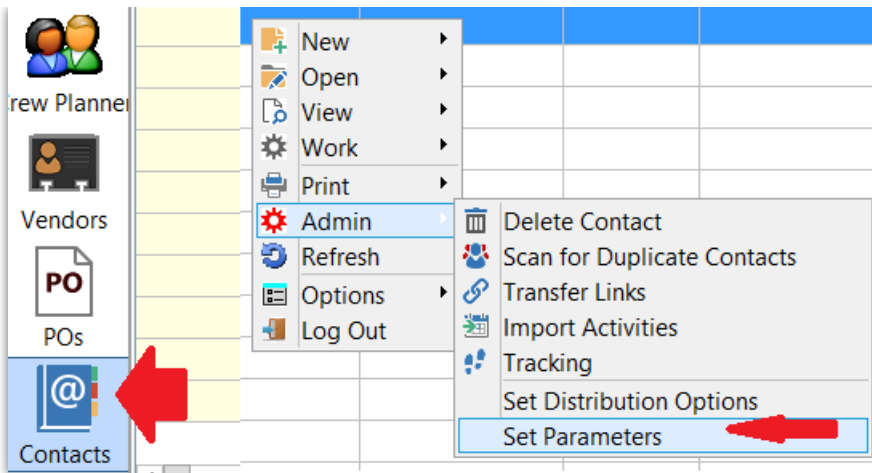 rew Planner
Vendors
PO
POs
@
Contacts
New
Open
View
Work
Print
Admin
Refresh
Options
Log Out
Delete Contact
Scan for Duplicate Contacts
Transfer Links
Import Activities
Tracking
Set Distribution Options
Set Parameters